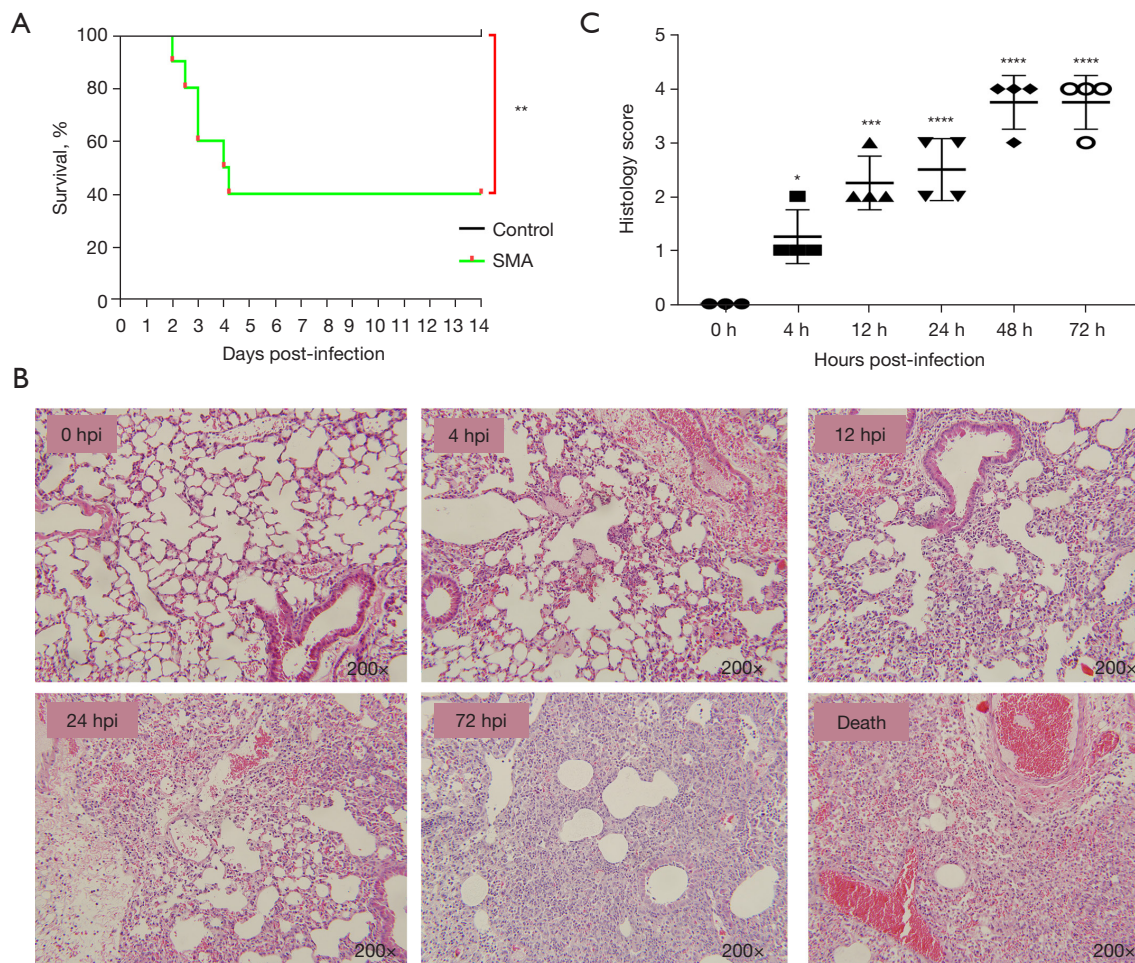 A
Survival, %
100
80
60
40
20
0
0 1 2 3 4 5 6 7 8 9 10 11 12 13 14
Days post-infection
**
Control
SMA
C
Histology score
5
4
3
2
1
0
* *** **** **** ****
0 h 4 h 12 h 24 h 48 h 72 h
Hours post-infection
B
0 hpi
200×
4 hpi
200×
12 hpi
200×
24 hpi
200×
72 hpi
200×
Death
200×